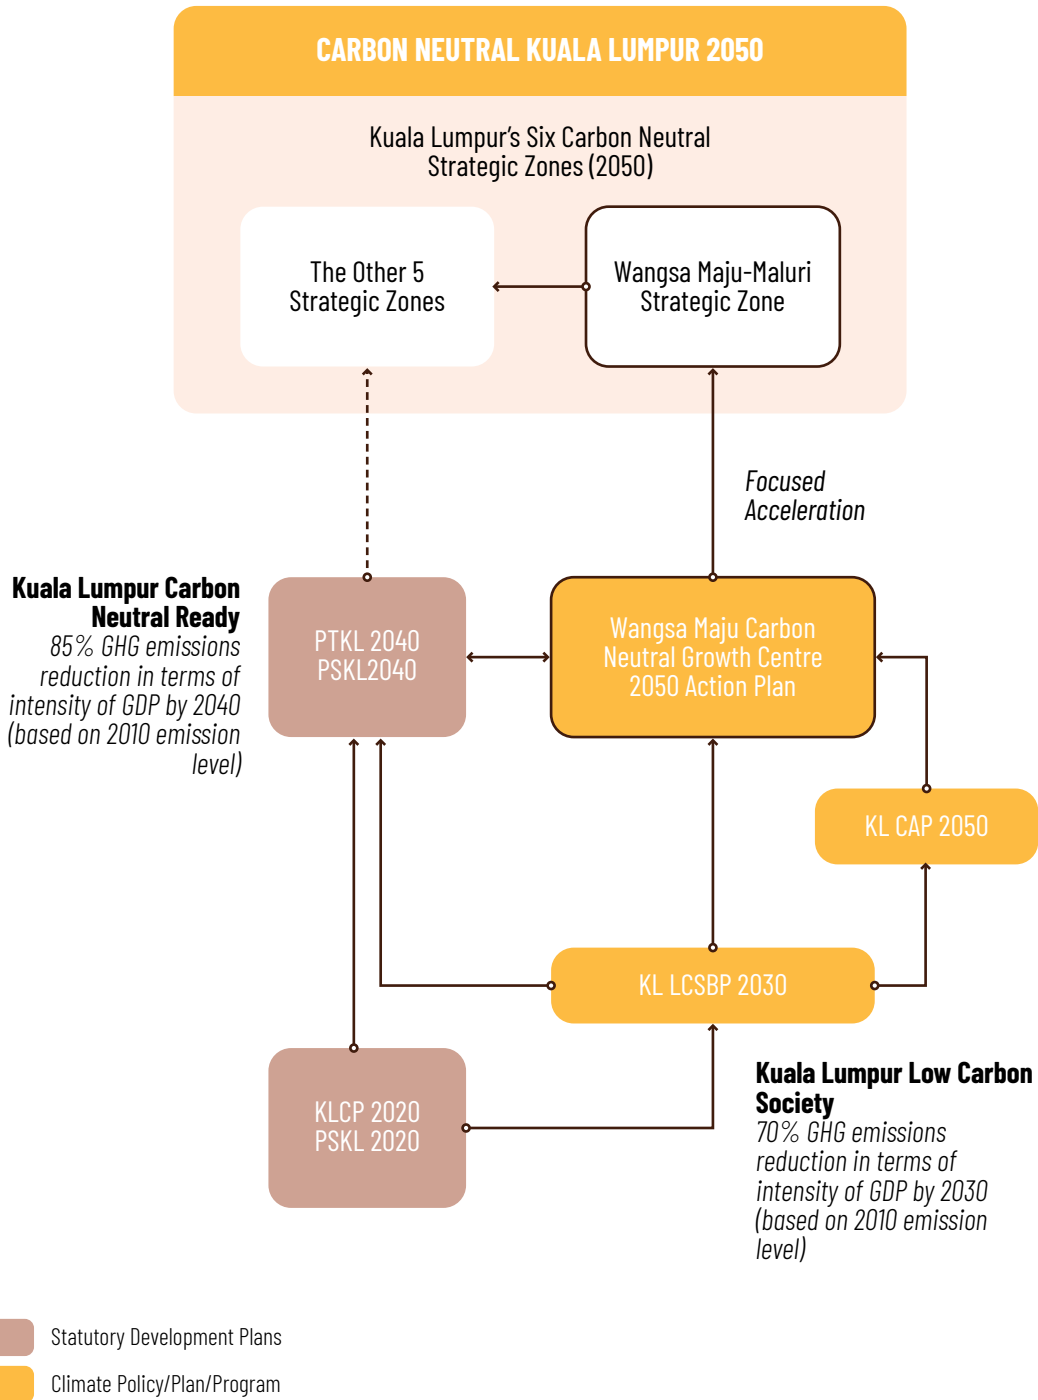 CARBON NEUTRAL KUALA LUMPUR 2050
Kuala Lumpur's Six Carbon Neutral
Strategic Zones (2050)
The Other 5
Strategic Zones
Wangsa Maju-Maluri
Strategic Zone
Focused
Acceleration
Kuala Lumpur Carbon
Neutral Ready
85% GHG emissions
reduction in terms of
intensity of GDP by 2040
(based on 2010 emission
level)
PTKL 2040
PSKL2040
Wangsa Maju Carbon
Neutral Growth Centre
2050 Action Plan
KL CAP 2050
KL LCSBP 2030
KLCP 2020
PSKL 2020
Kuala Lumpur Low Carbon
Society
70% GHG emissions
reduction in terms of
intensity of GDP by 2030
(based on 2010 emission
level)
Statutory Development Plans
Climate Policy/Plan/Program